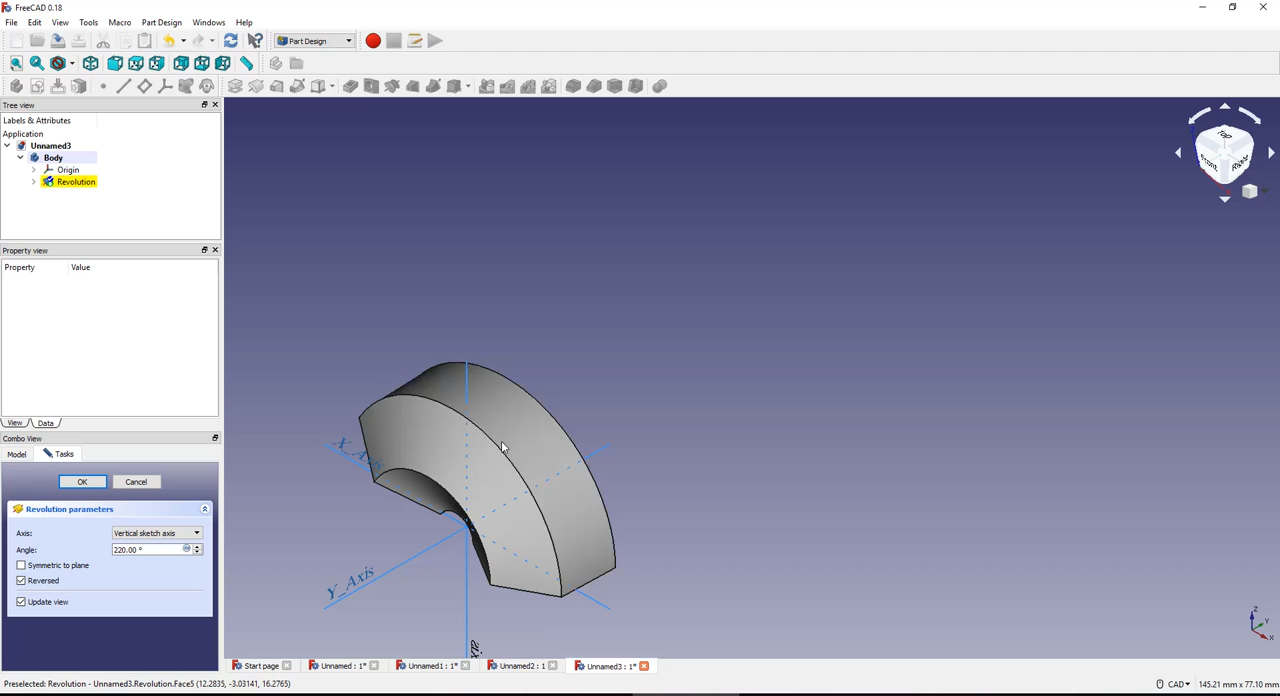 FreeCAD 0.18
File Edit View Tools Macro Part Design Windows Help
Part Design
Tree view
Labels & Attributes
Application
Unnamed3
Body
Origin
Revolution
Property view
Property Value
View Data
Combo View
Model Tasks
OK Cancel
Revolution parameters
Axis: Vertical sketch axis
Angle: 220.00 °
Symmetric to plane
Reversed
Update view
X_Axis
Y_Axis
Top
Front
Right
Z
Y
X
Start page Unnamed : 1* Unnamed1 : 1* Unnamed2 : 1 Unnamed3 : 1*
Preselected: Revolution - Unnamed3.Revolution.Face5 (12.2835, -3.03141, 16.2765) CAD 145.21 mm x 77.10 mm